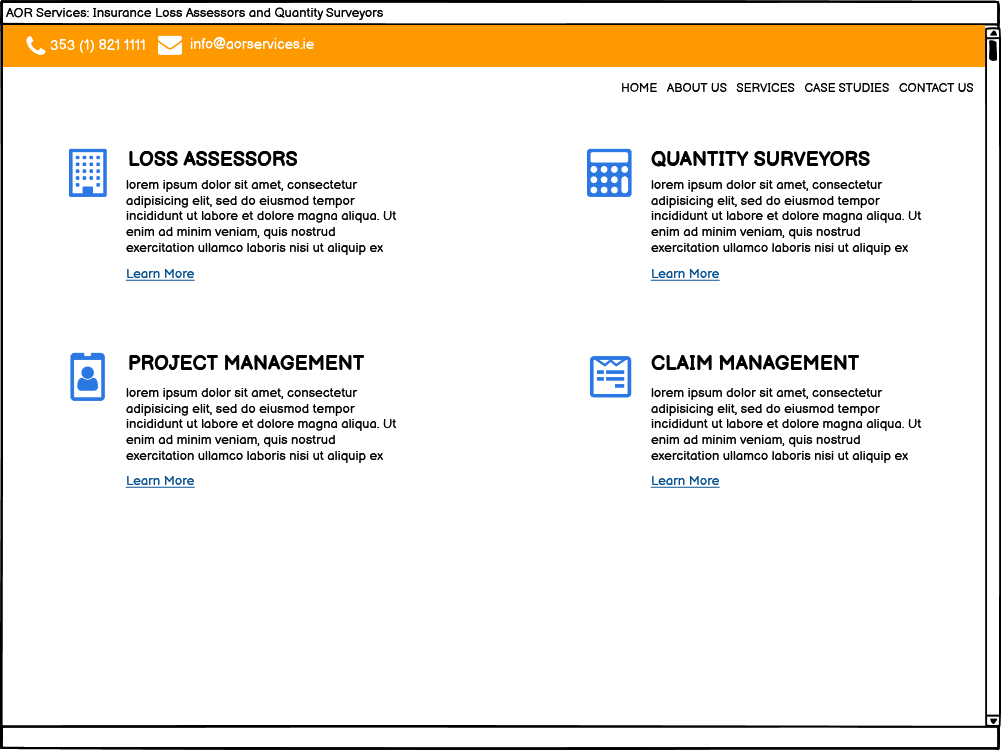 AOR Services: Insurance Loss Assessors and Quantity Surveyors
353 (1) 821 1111 info@aorservices.ie
HOME ABOUT US SERVICES CASE STUDIES CONTACT US
LOSS ASSESSORS
lorem ipsum dolor sit amet, consectetur
adipisicing elit, sed do eiusmod tempor
incididunt ut labore et dolore magna aliqua. Ut
enim ad minim veniam, quis nostrud
exercitation ullamco laboris nisi ut aliquip ex
Learn More
QUANTITY SURVEYORS
lorem ipsum dolor sit amet, consectetur
adipisicing elit, sed do eiusmod tempor
incididunt ut labore et dolore magna aliqua. Ut
enim ad minim veniam, quis nostrud
exercitation ullamco laboris nisi ut aliquip ex
Learn More
PROJECT MANAGEMENT
lorem ipsum dolor sit amet, consectetur
adipisicing elit, sed do eiusmod tempor
incididunt ut labore et dolore magna aliqua. Ut
enim ad minim veniam, quis nostrud
exercitation ullamco laboris nisi ut aliquip ex
Learn More
CLAIM MANAGEMENT
lorem ipsum dolor sit amet, consectetur
adipisicing elit, sed do eiusmod tempor
incididunt ut labore et dolore magna aliqua. Ut
enim ad minim veniam, quis nostrud
exercitation ullamco laboris nisi ut aliquip ex
Learn More